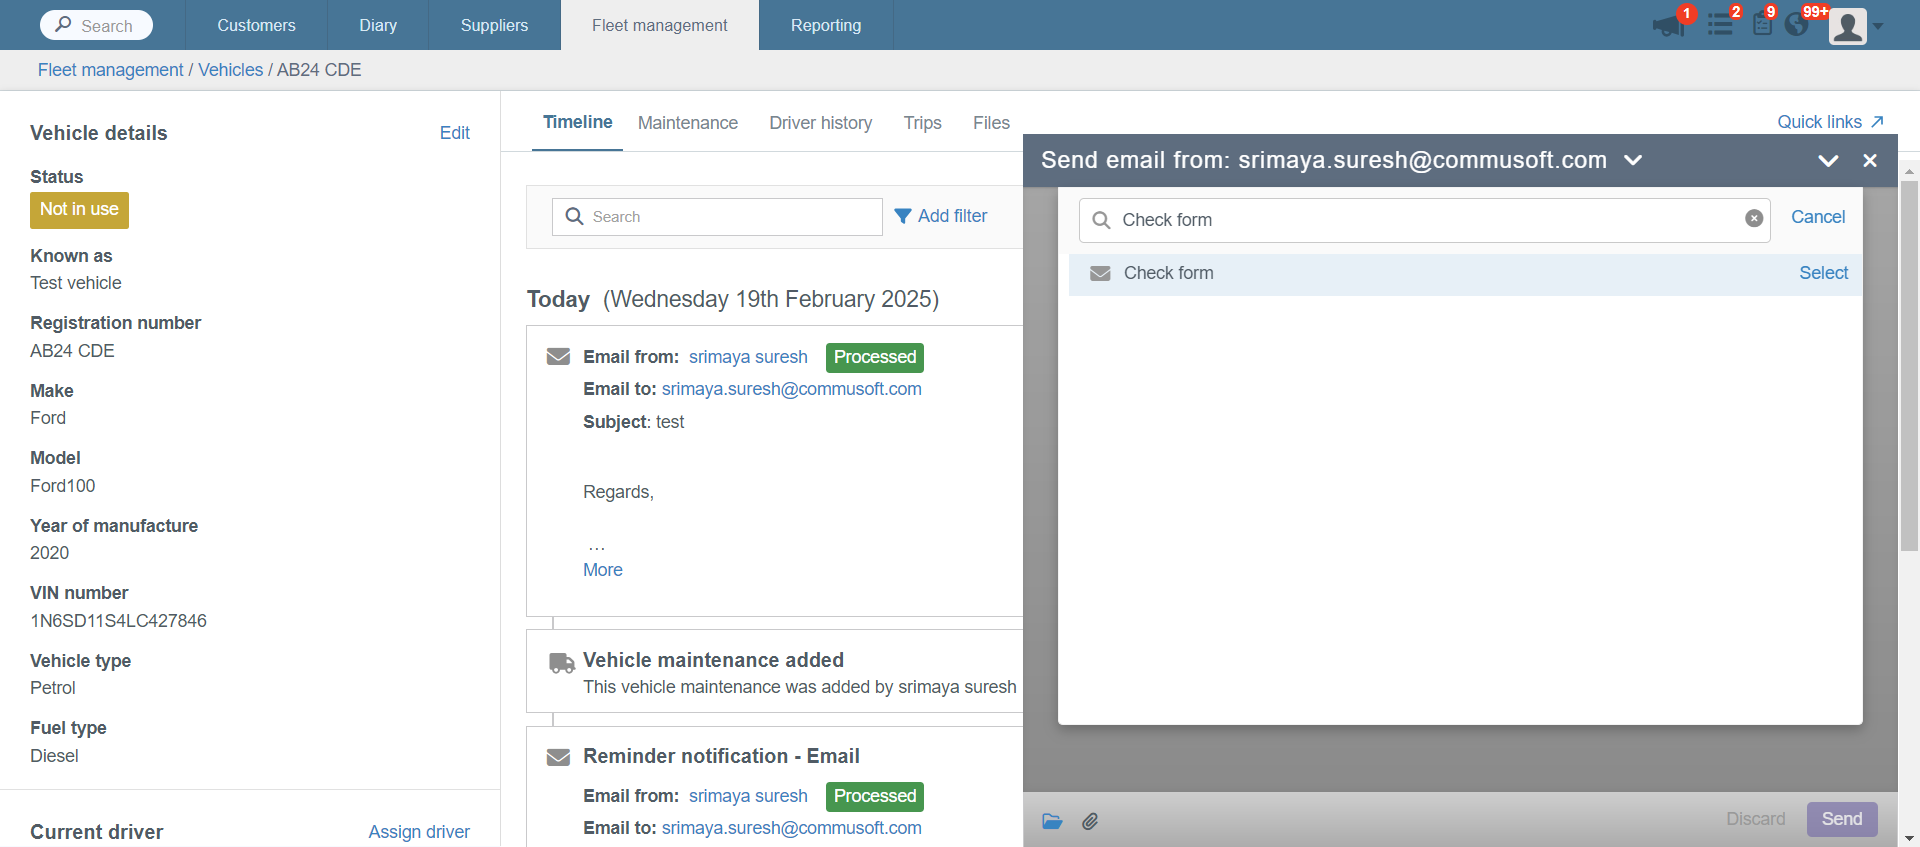 Search
Customers
Diary
Suppliers
Fleet management
Reporting
1
2
9
99+
Fleet management / Vehicles / AB24 CDE
Vehicle details
Edit
Status
Not in use
Known as
Test vehicle
Registration number
AB24 CDE
Make
Ford
Model
Ford100
Year of manufacture
2020
VIN number
1N6SD11S4LC427846
Vehicle type
Petrol
Fuel type
Diesel
Current driver
Assign driver
Timeline
Maintenance
Driver history
Trips
Files
Quick links
Search
Add filter
Today (Wednesday 19th February 2025)
Email from: srimaya suresh Processed
Email to: srimaya.suresh@commusoft.com
Subject: test
Regards,
...
More
Vehicle maintenance added
This vehicle maintenance was added by srimaya suresh
Reminder notification - Email
Email from: srimaya suresh Processed
Email to: srimaya.suresh@commusoft.com
Send email from: srimaya.suresh@commusoft.com
Check form
Cancel
Check form
Select
Discard
Send